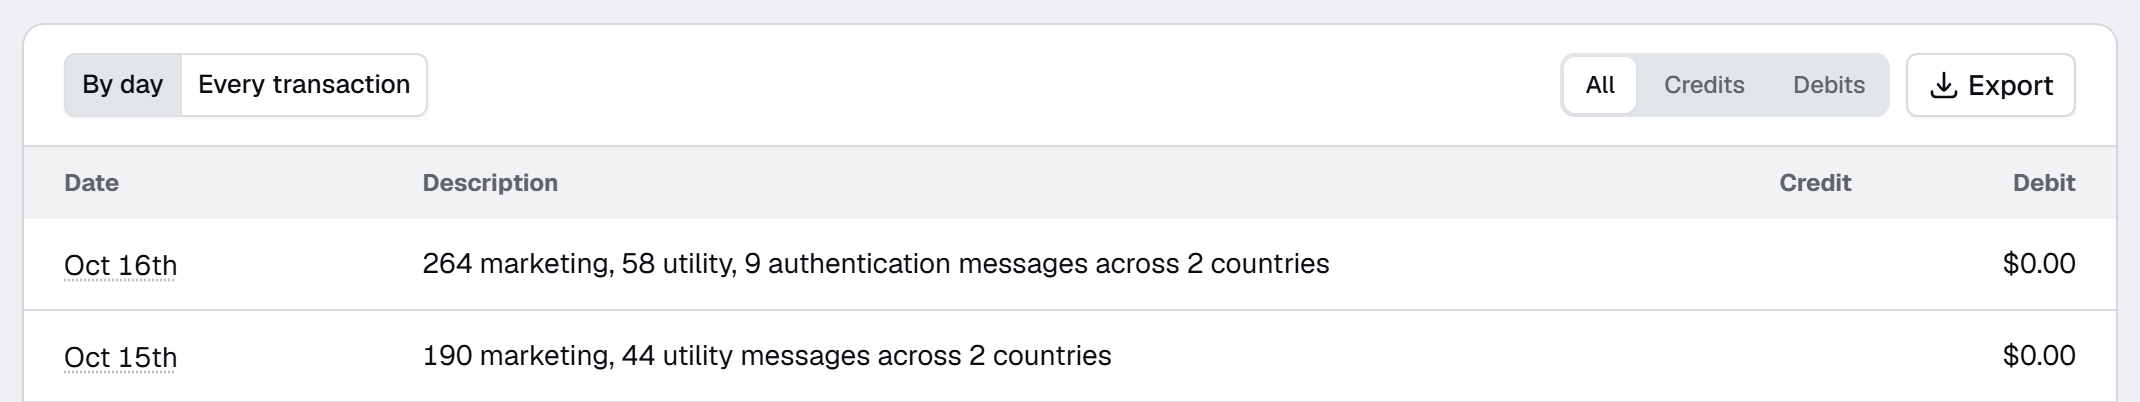 By day Every transaction All Credits Debits Export
Date Description Credit Debit
Oct 16th 264 marketing, 58 utility, 9 authentication messages across 2 countries $0.00
Oct 15th 190 marketing, 44 utility messages across 2 countries $0.00